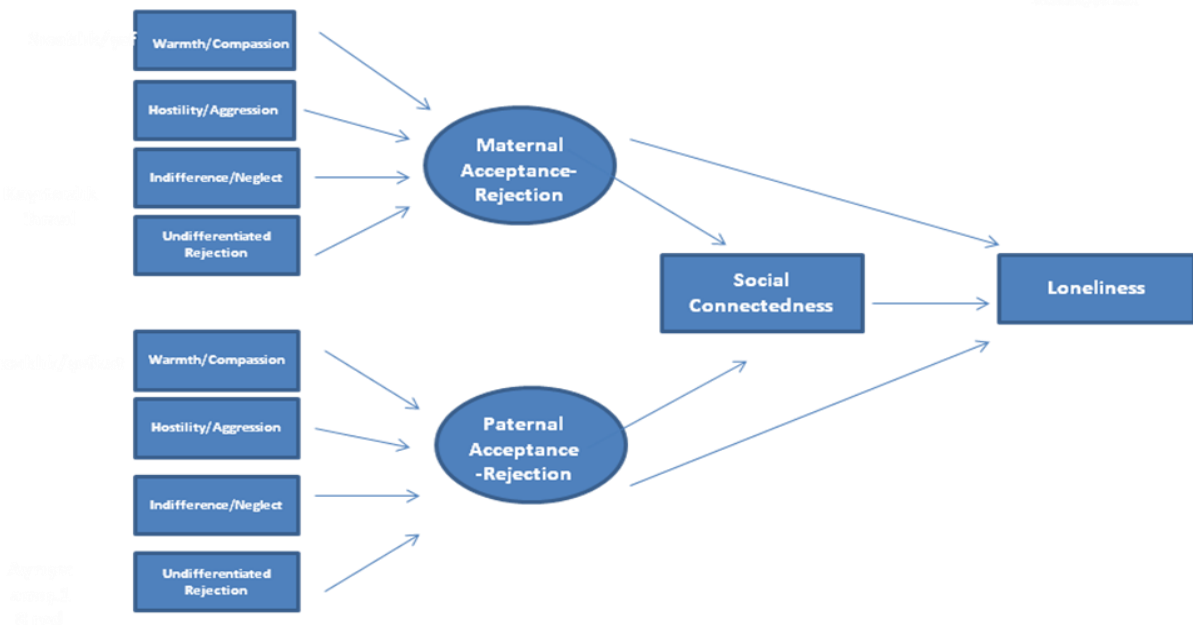 Warmth/Compassion
Hostility/Aggression
Indifference/Neglect
Undifferentiated
Rejection
Maternal
Acceptance-
Rejection
Social
Connectedness
Loneliness
Warmth/Compassion
Hostility/Aggression
Indifference/Neglect
Undifferentiated
Rejection
Paternal
Acceptance
-Rejection